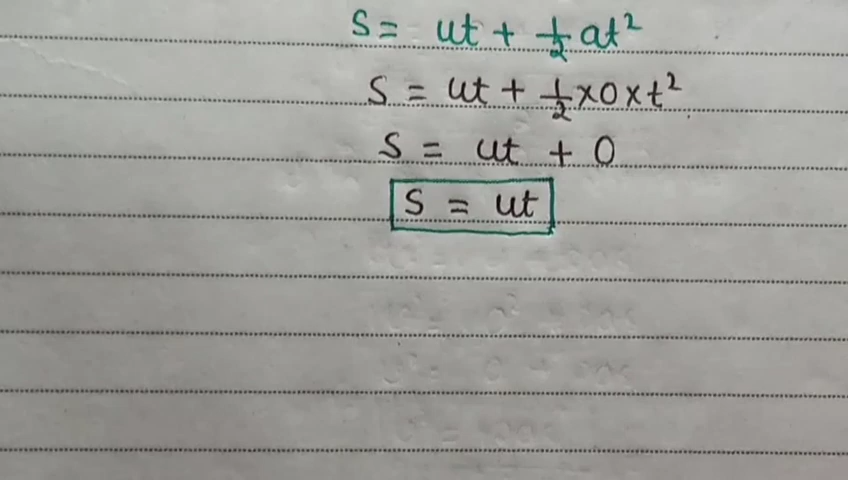 S = ut + ½ at²
S = ut + ½ × 0 × t²
S = ut + 0
S = ut